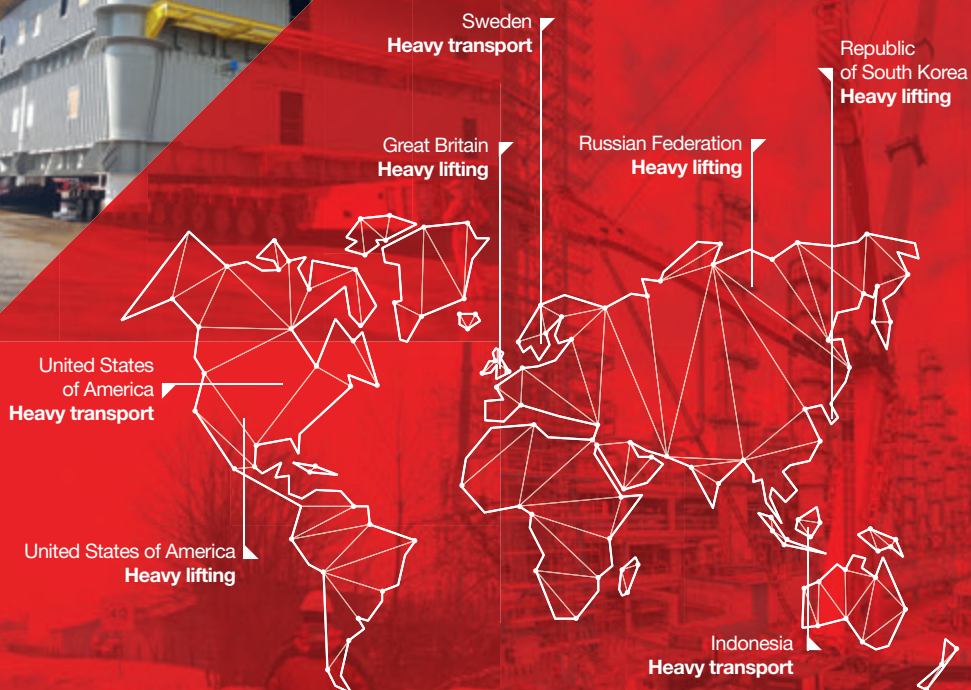 Sweden
Heavy transport
Republic
of South Korea
Heavy lifting
Great Britain
Heavy lifting
Russian Federation
Heavy lifting
United States
of America
Heavy transport
United States of America
Heavy lifting
Indonesia
Heavy transport